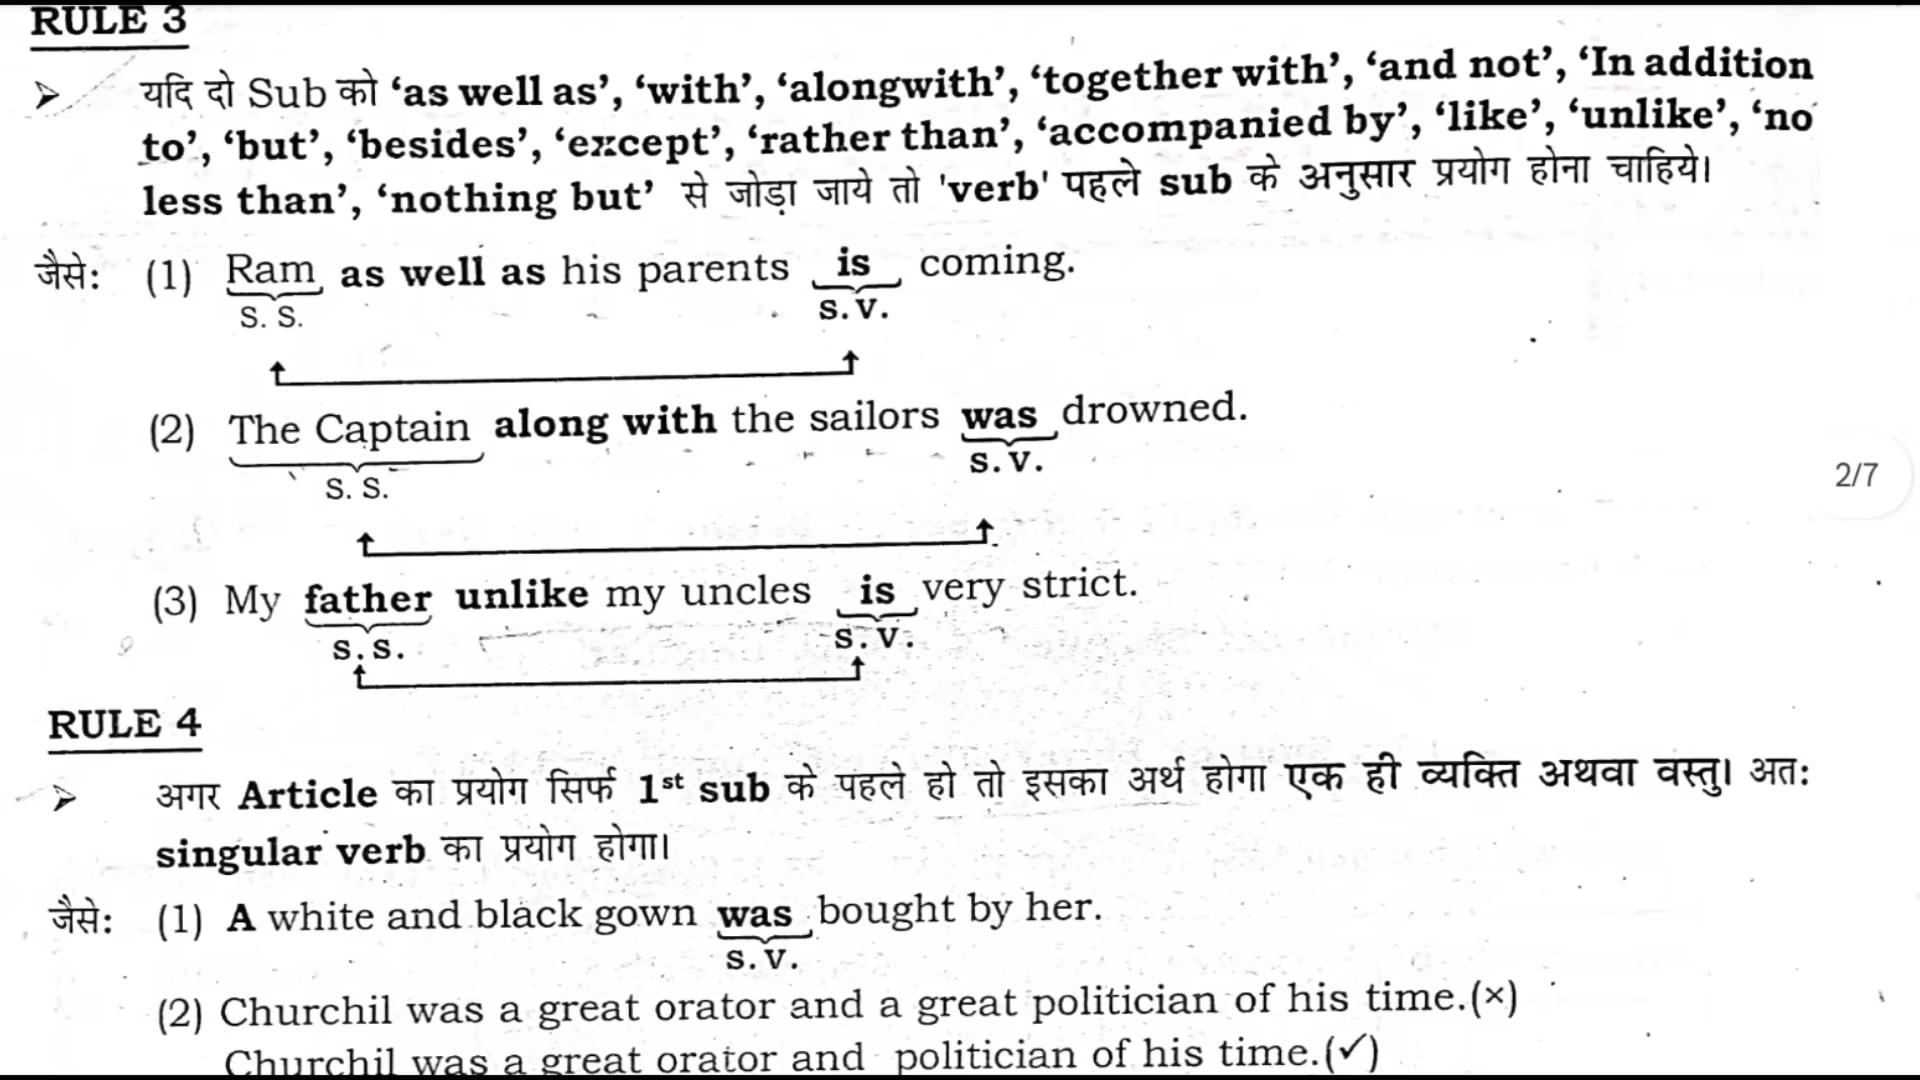 RULE 3
➢ यदि दो Sub को ‘as well as’, ‘with’, ‘alongwith’, ‘together with’, ‘and not’, ‘In addition
to’, ‘but’, ‘besides’, ‘except’, ‘rather than’, ‘accompanied by’, ‘like’, ‘unlike’, ‘no
less than’, ‘nothing but’ से जोड़ा जाये तो 'verb' पहले sub के अनुसार प्रयोग होना चाहिये।
जैसे: (1) Ram as well as his parents is coming.
S. S. S.V.
(2) The Captain along with the sailors was drowned.
S. S. S.V.
2/7
(3) My father unlike my uncles is very strict.
S.S. S.V.
RULE 4
➢ अगर Article का प्रयोग सिर्फ 1st sub के पहले हो तो इसका अर्थ होगा एक ही व्यक्ति अथवा वस्तु। अत:
singular verb का प्रयोग होगा।
जैसे: (1) A white and black gown was bought by her.
S.V.
(2) Churchil was a great orator and a great politician of his time.(×)
Churchil was a great orator and politician of his time.(✓)